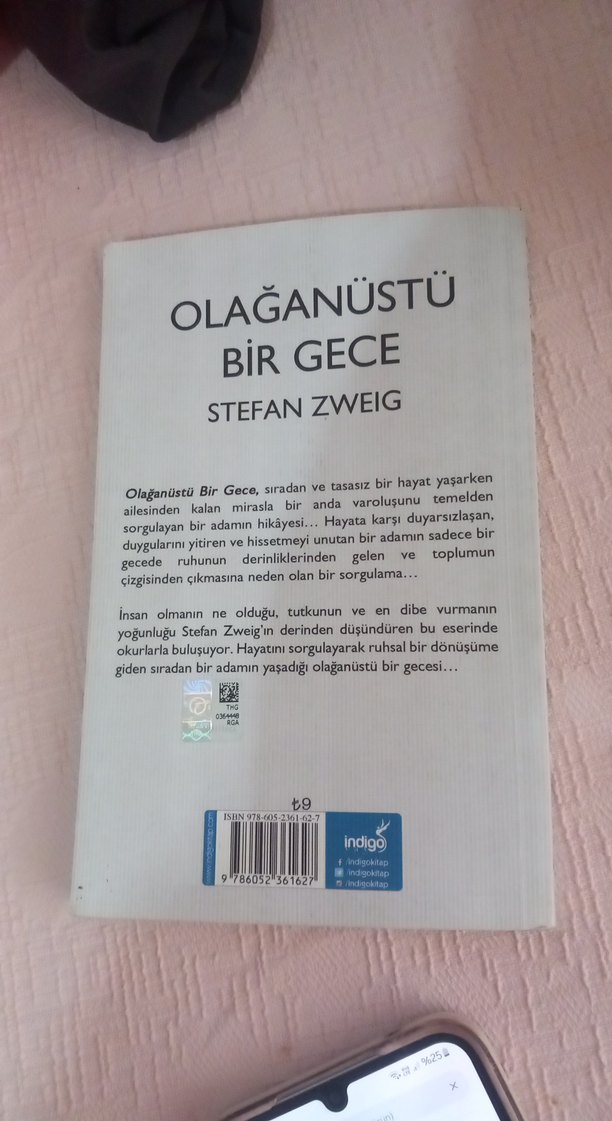 OLAĞANÜSTÜ
BİR GECE
STEFAN ZWEIG
Olağanüstü Bir Gece, sıradan ve tasasız bir hayat yaşarken
ailesinden kalan mirasla bir anda varoluşunu temelden
sorgulayan bir adamın hikâyesi... Hayata karşı duyarsızlaşan,
duygularını yitiren ve hissetmeyi unutan bir adamın sadece bir
gecede ruhunun derinliklerinden gelen ve toplumun
çizgisinden çıkmasına neden olan bir sorgulama...
İnsan olmanın ne olduğu, tutkunun ve en dibe vurmanın
yoğunluğu Stefan Zweig'ın derinden düşündüren bu eserinde
okurlarla buluşuyor. Hayatını sorgulayarak ruhsal bir dönüşüme
giden sıradan bir adamın yaşadığı olağanüstü bir gecesi...
THG
0364448
RGA
₺9
ISBN 978-605-2361-62-7
9 786052 361627
www.indigokitap.com
indigo
/indigokitap
/indigokitap
/indigokitap
%25